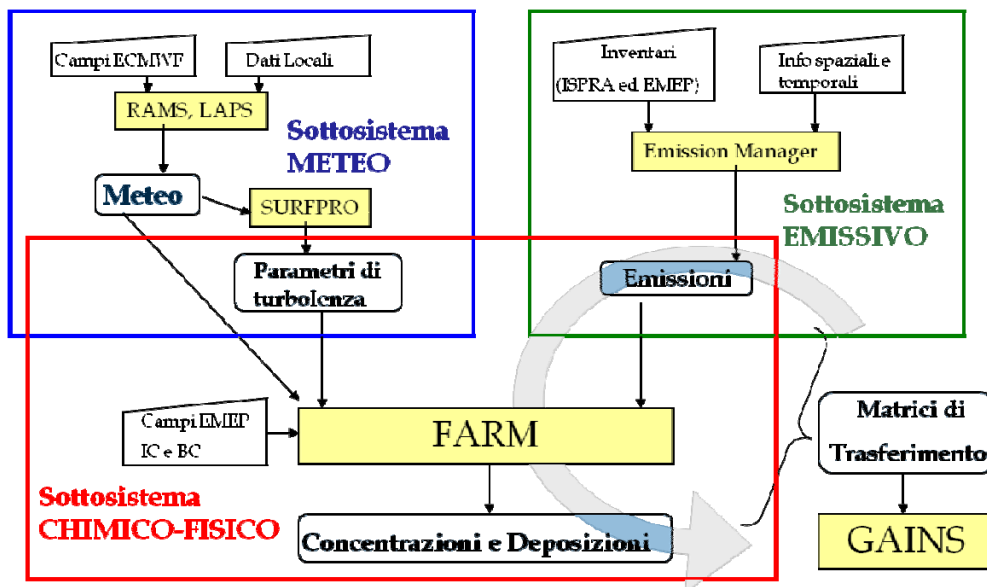 Campi ECMWF
Dati Locali
RAMS, LAPS
Sottosistema
METEO
Meteo
SURFPRO
Parametri di
turbolenza
Inventari
(ISPRA ed EMEP)
Info spaziali e
temporali
Emission Manager
Sottosistema
EMISSIVO
Emissioni
Campi EMEP
IC e BC
FARM
Sottosistema
CHIMICO-FISICO
Concentrazioni e Deposizioni
Matrici di
Trasferimento
GAINS